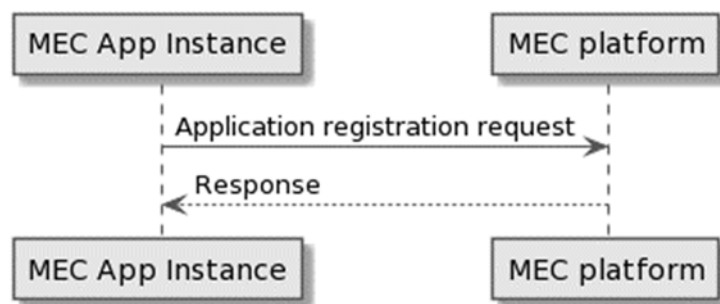 MEC App Instance
MEC platform
Application registration request
Response
MEC App Instance
MEC platform